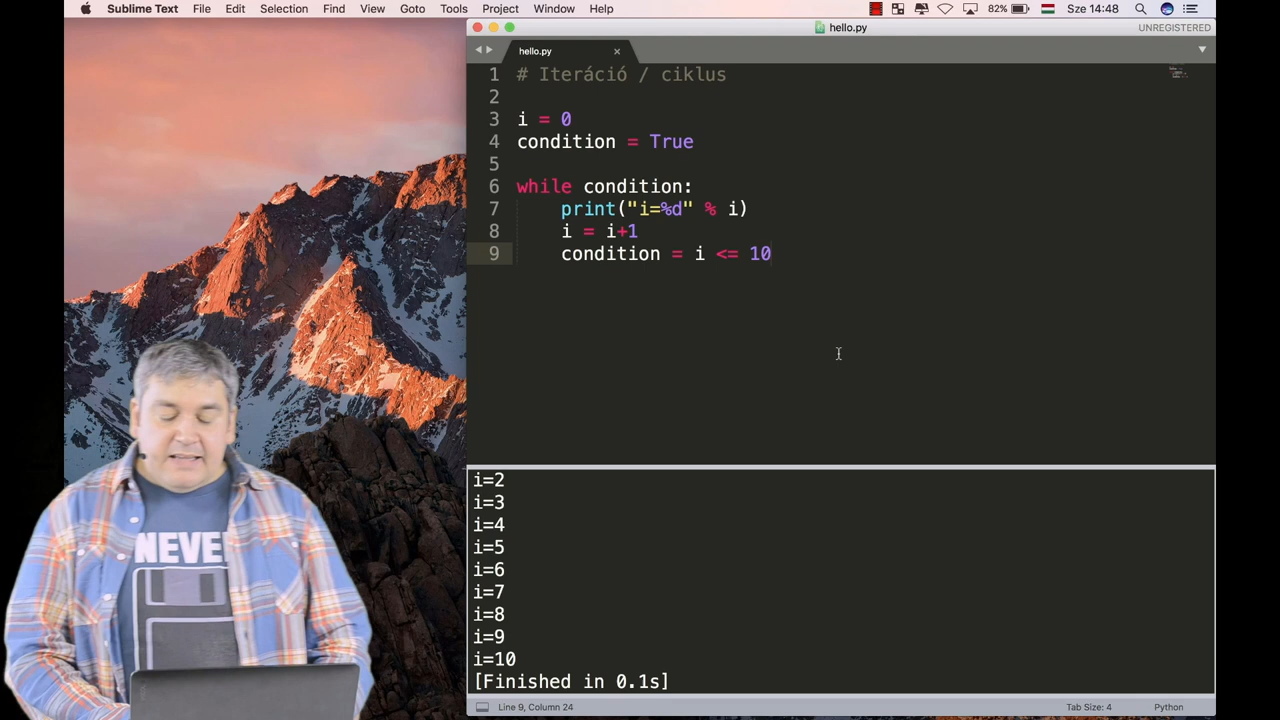 Sublime Text File Edit Selection Find View Goto Tools Project Window Help 82% Sze 14:48
hello.py UNREGISTERED
hello.py
1 # Iteráció / ciklus
2
3 i = 0
4 condition = True
5
6 while condition:
7 print("i=%d" % i)
8 i = i+1
9 condition = i <= 10
i=2
i=3
i=4
i=5
i=6
i=7
i=8
i=9
i=10
[Finished in 0.1s]
Line 9, Column 24 Tab Size: 4 Python
NEVE